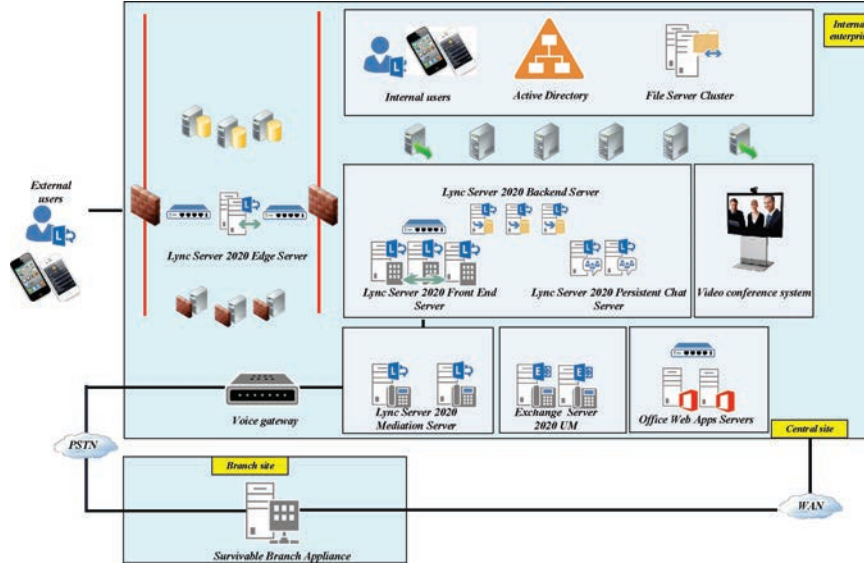 Internal
enterprise
Internal users
Active Directory
File Server Cluster
External
users
Lync Server 2020 Backend Server
Lync Server 2020 Edge Server
Lync Server 2020 Front End
Server
Lync Server 2020 Persistent Chat
Server
Video conference system
Voice gateway
Lync Server 2020
Mediation Server
Exchange Server
2020 UM
Office Web Apps Servers
PSTN
Central site
Branch site
WAN
Survivable Branch Appliance